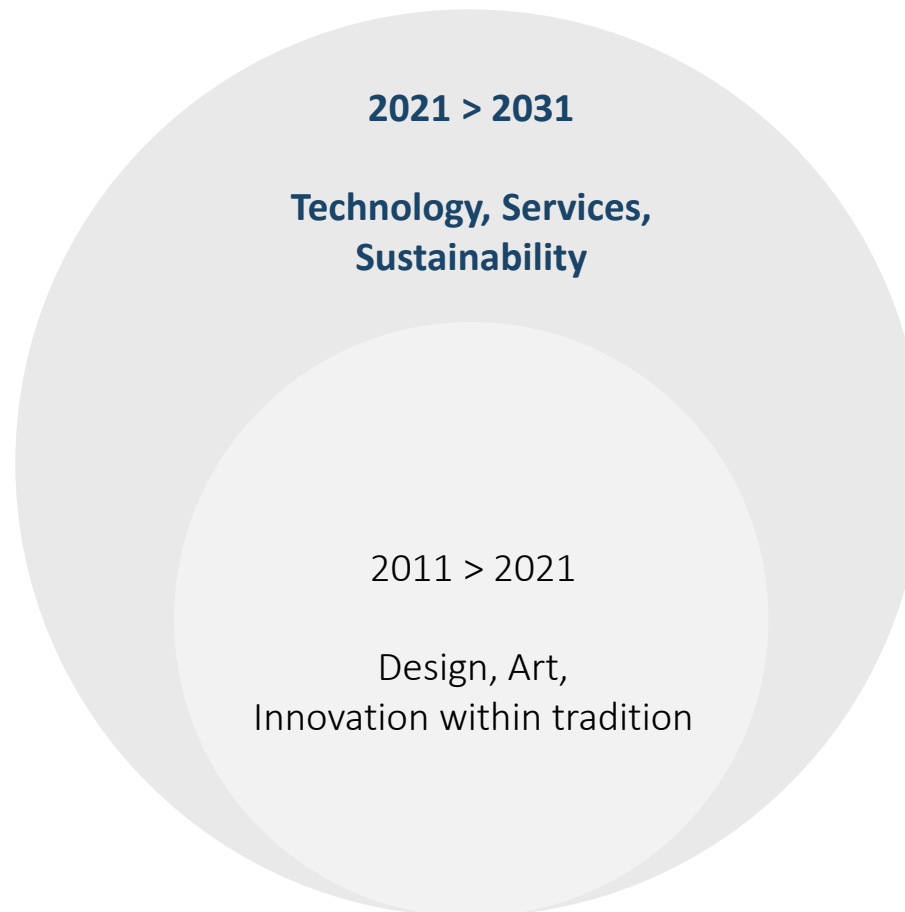 2021 > 2031
Technology, Services,
Sustainability
2011 > 2021
Design, Art,
Innovation within tradition